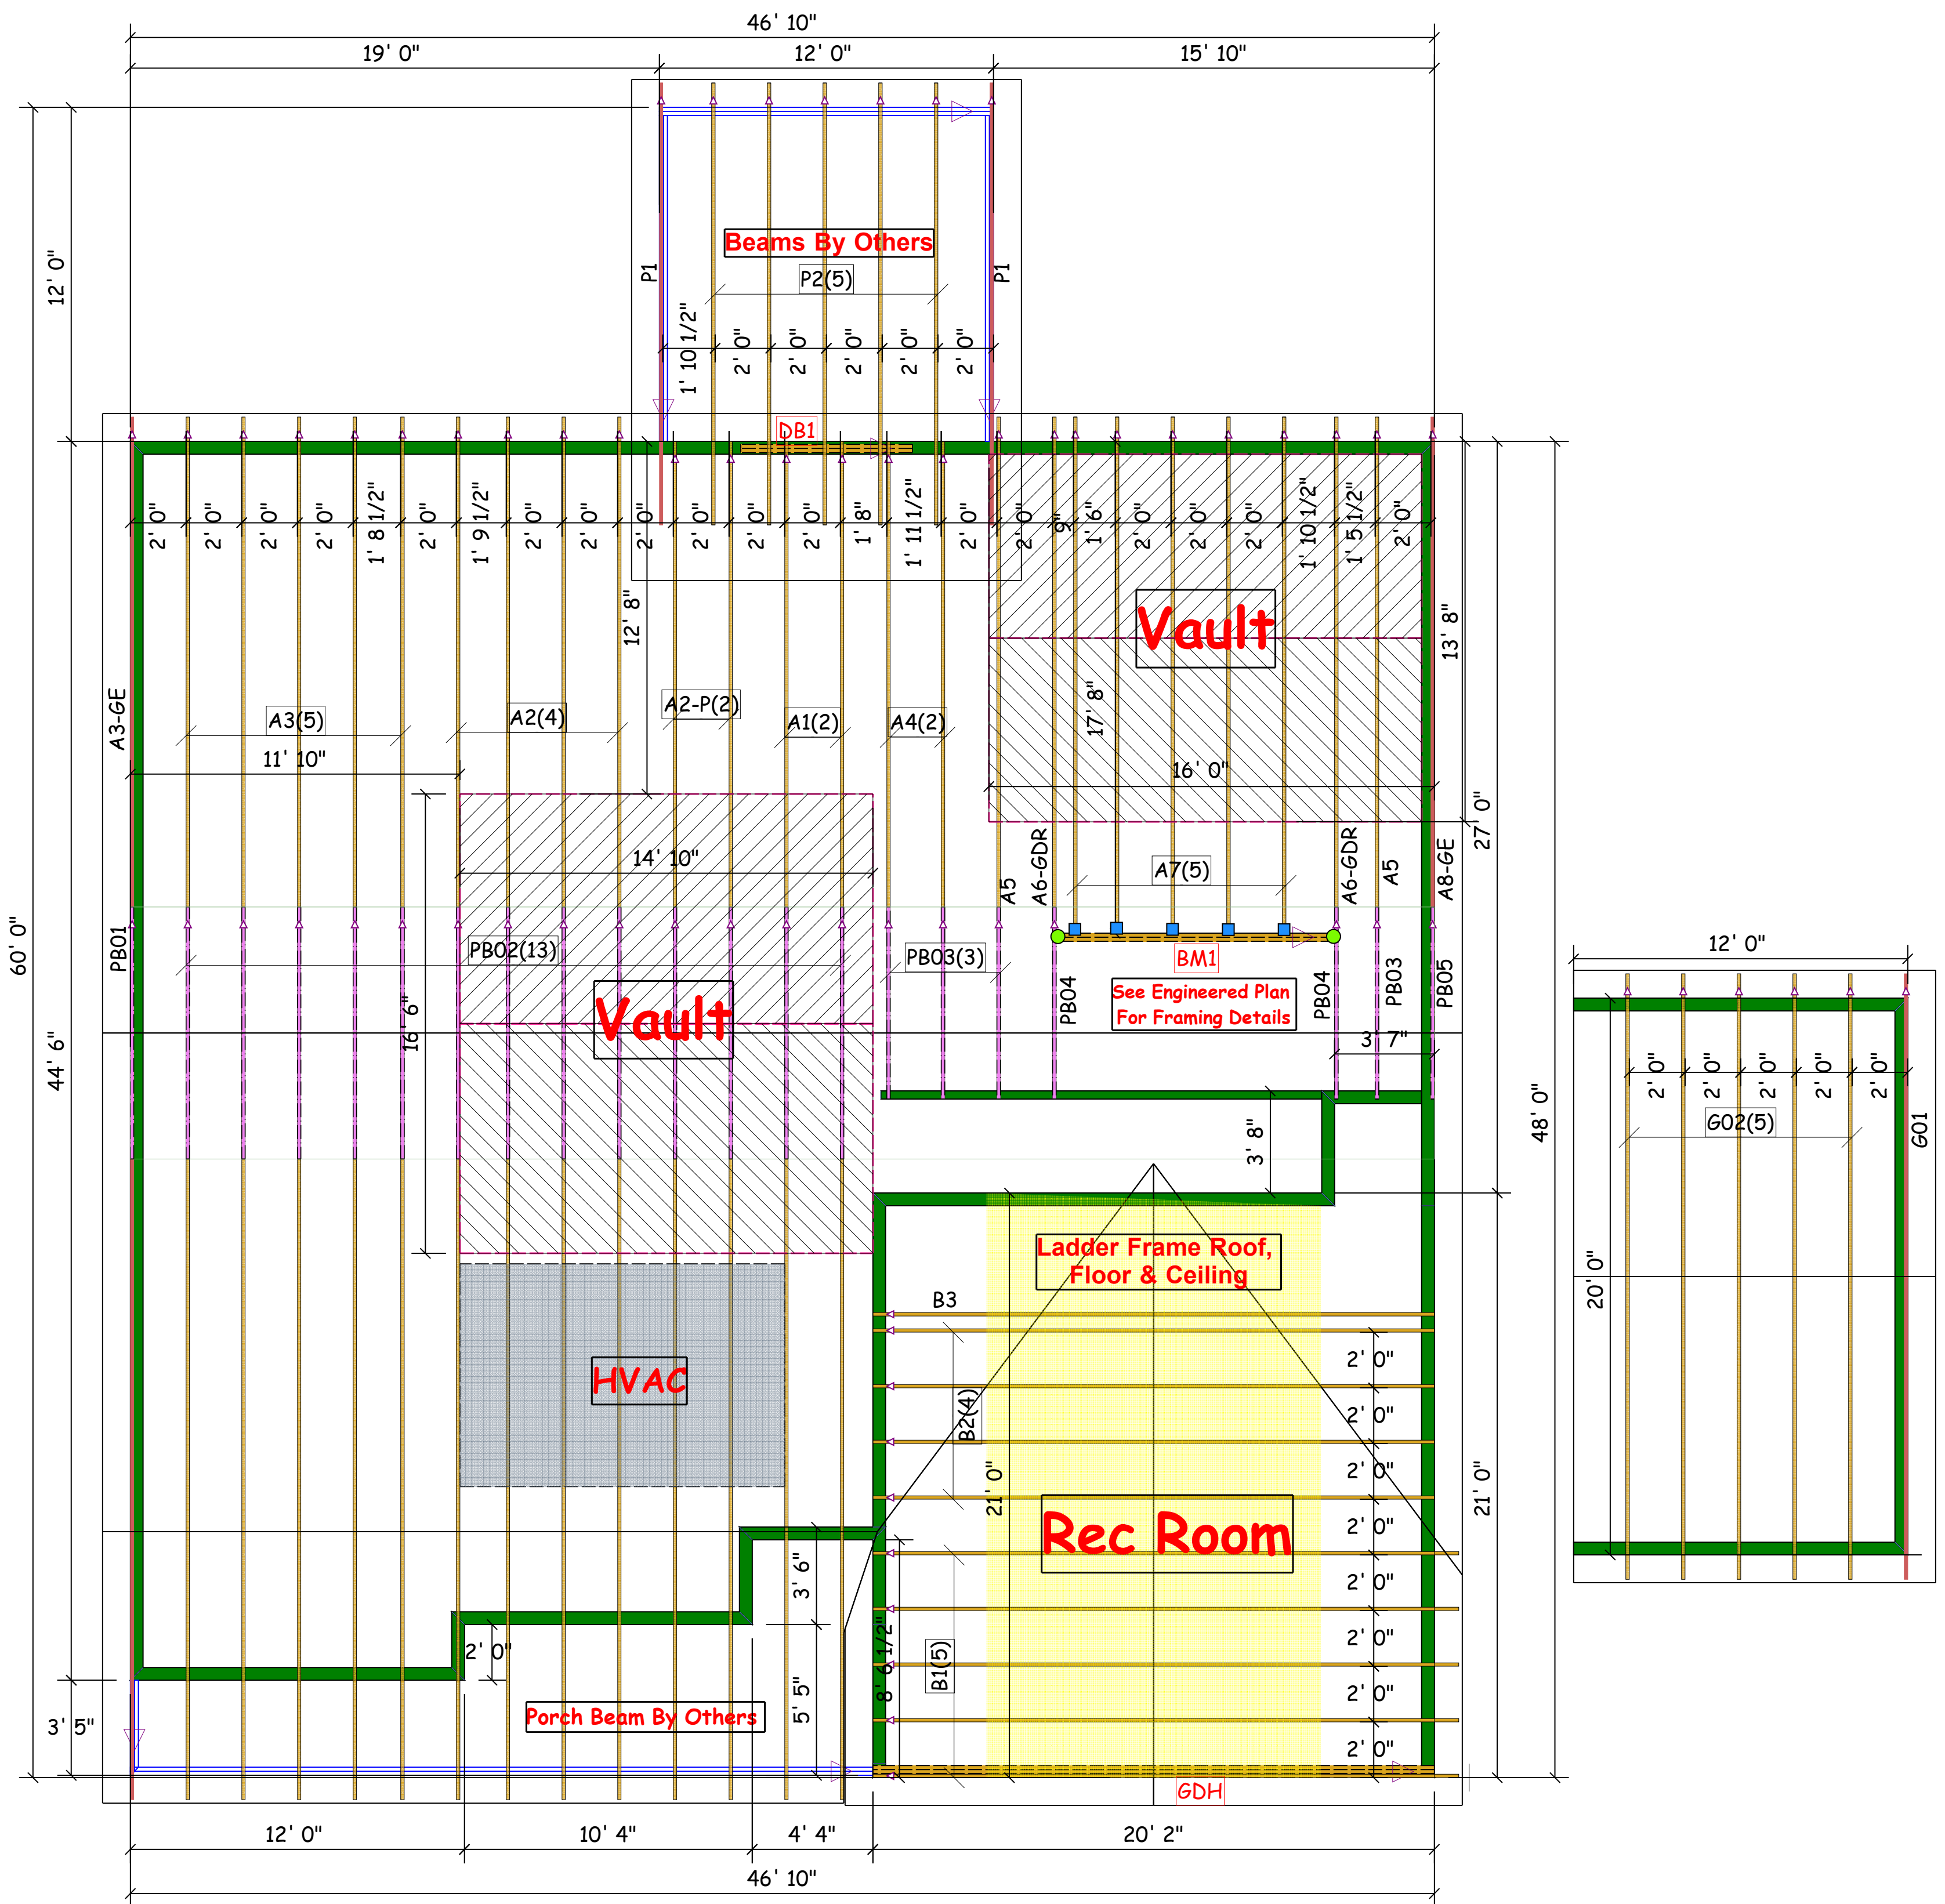 46' 10"
19' 0"
12' 0"
15' 10"
12' 0"
60' 0"
44' 6"
3' 5"
P1
Beams By Others
P2(5)
P1
1' 10 1/2"
2' 0"
2' 0"
2' 0"
2' 0"
2' 0"
DB1
2' 0"
2' 0"
2' 0"
2' 0"
1' 8 1/2"
2' 0"
1' 9 1/2"
2' 0"
2' 0"
2' 0"
2' 0"
2' 0"
2' 0"
1' 8"
1' 11 1/2"
2' 0"
2' 0"
9"
1' 6"
2' 0"
2' 0"
2' 0"
1' 10 1/2"
1' 5 1/2"
2' 0"
12' 8"
Vault
13' 8"
17' 8"
A3-GE
A3(5)
A2(4)
A2-P(2)
A1(2)
A4(2)
11' 10"
16' 0"
27' 0"
14' 10"
A5
A6-GDR
A7(5)
A6-GDR
A5
A8-GE
PB01
PB02(13)
PB03(3)
BM1
PB04
See Engineered Plan
For Framing Details
PB04
PB03
PB05
3' 7"
Vault
16' 6"
3' 8"
48' 0"
12' 0"
2' 0"
2' 0"
2' 0"
2' 0"
2' 0"
G02(5)
G01
20' 0"
Ladder Frame Roof,
Floor & Ceiling
B3
HVAC
B2(4)
21' 0"
2' 0"
2' 0"
2' 0"
2' 0"
2' 0"
2' 0"
2' 0"
2' 0"
21' 0"
Rec Room
3' 6"
2' 0"
5' 5"
8' 6 1/2"
B1(5)
Porch Beam By Others
GDH
12' 0"
10' 4"
4' 4"
20' 2"
46' 10"